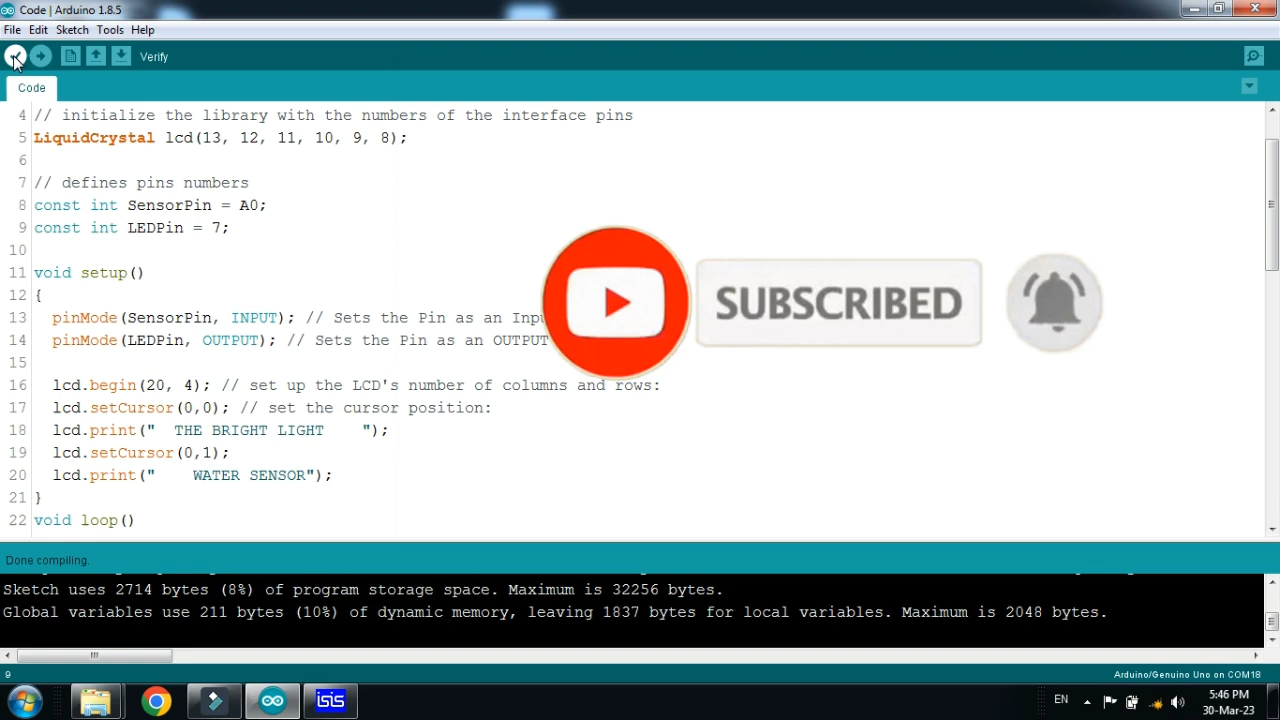 Code | Arduino 1.8.5
File Edit Sketch Tools Help
Verify
Code
4 // initialize the library with the numbers of the interface pins
5 LiquidCrystal lcd(13, 12, 11, 10, 9, 8);
6
7 // defines pins numbers
8 const int SensorPin = A0;
9 const int LEDPin = 7;
10
11 void setup()
12 {
13 pinMode(SensorPin, INPUT); // Sets the Pin as an
14 pinMode(LEDPin, OUTPUT); // Sets the Pin as an OUTPUT
15
16 lcd.begin(20, 4); // set up the LCD's number of columns and rows:
17 lcd.setCursor(0,0); // set the cursor position:
18 lcd.print("  THE BRIGHT LIGHT    ");
19 lcd.setCursor(0,1);
20 lcd.print("    WATER SENSOR");
21 }
22 void loop()
SUBSCRIBED
Done compiling.
Sketch uses 2714 bytes (8%) of program storage space. Maximum is 32256 bytes.
Global variables use 211 bytes (10%) of dynamic memory, leaving 1837 bytes for local variables. Maximum is 2048 bytes.
9
Arduino/Genuino Uno on COM18
isis
EN
5:46 PM
30-Mar-23